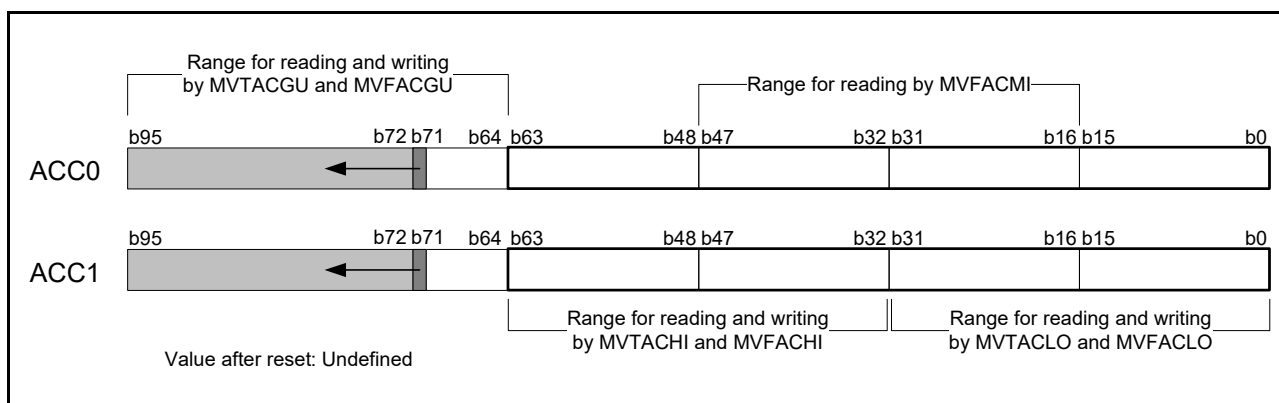 Range for reading and writing
by MVTACGU and MVFACGU
Range for reading by MVFACMI
b95 b72 b71 b64 b63 b48 b47 b32 b31 b16 b15 b0
ACC0
b95 b72 b71 b64 b63 b48 b47 b32 b31 b16 b15 b0
ACC1
Range for reading and writing
by MVTACHI and MVFACHI
Range for reading and writing
by MVTACLO and MVFACLO
Value after reset: Undefined